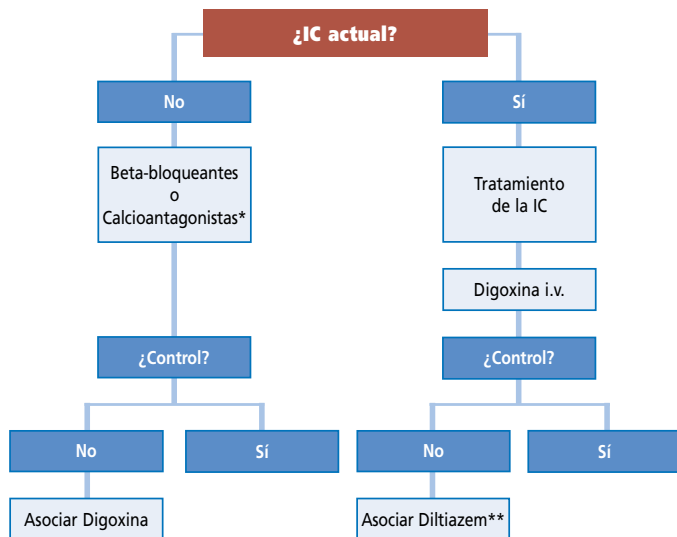 ¿IC actual?
No
Sí
Beta-bloqueantes
o
Calcioantagonistas*
Tratamiento
de la IC
Digoxina i.v.
¿Control?
¿Control?
No
Sí
No
Sí
Asociar Digoxina
Asociar Diltiazem**